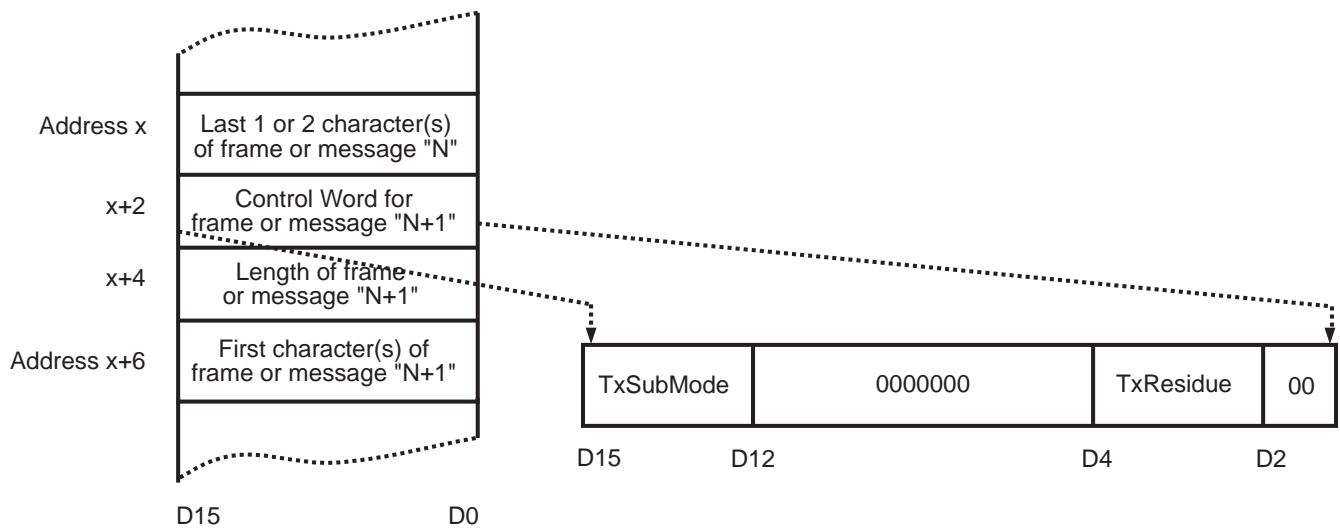 Address x
Last 1 or 2 character(s)
of frame or message "N"
x+2
Control Word for
frame or message "N+1"
x+4
Length of frame
or message "N+1"
Address x+6
First character(s) of
frame or message "N+1"
TxSubMode
0000000
TxResidue
00
D15
D12
D4
D2
D15
D0